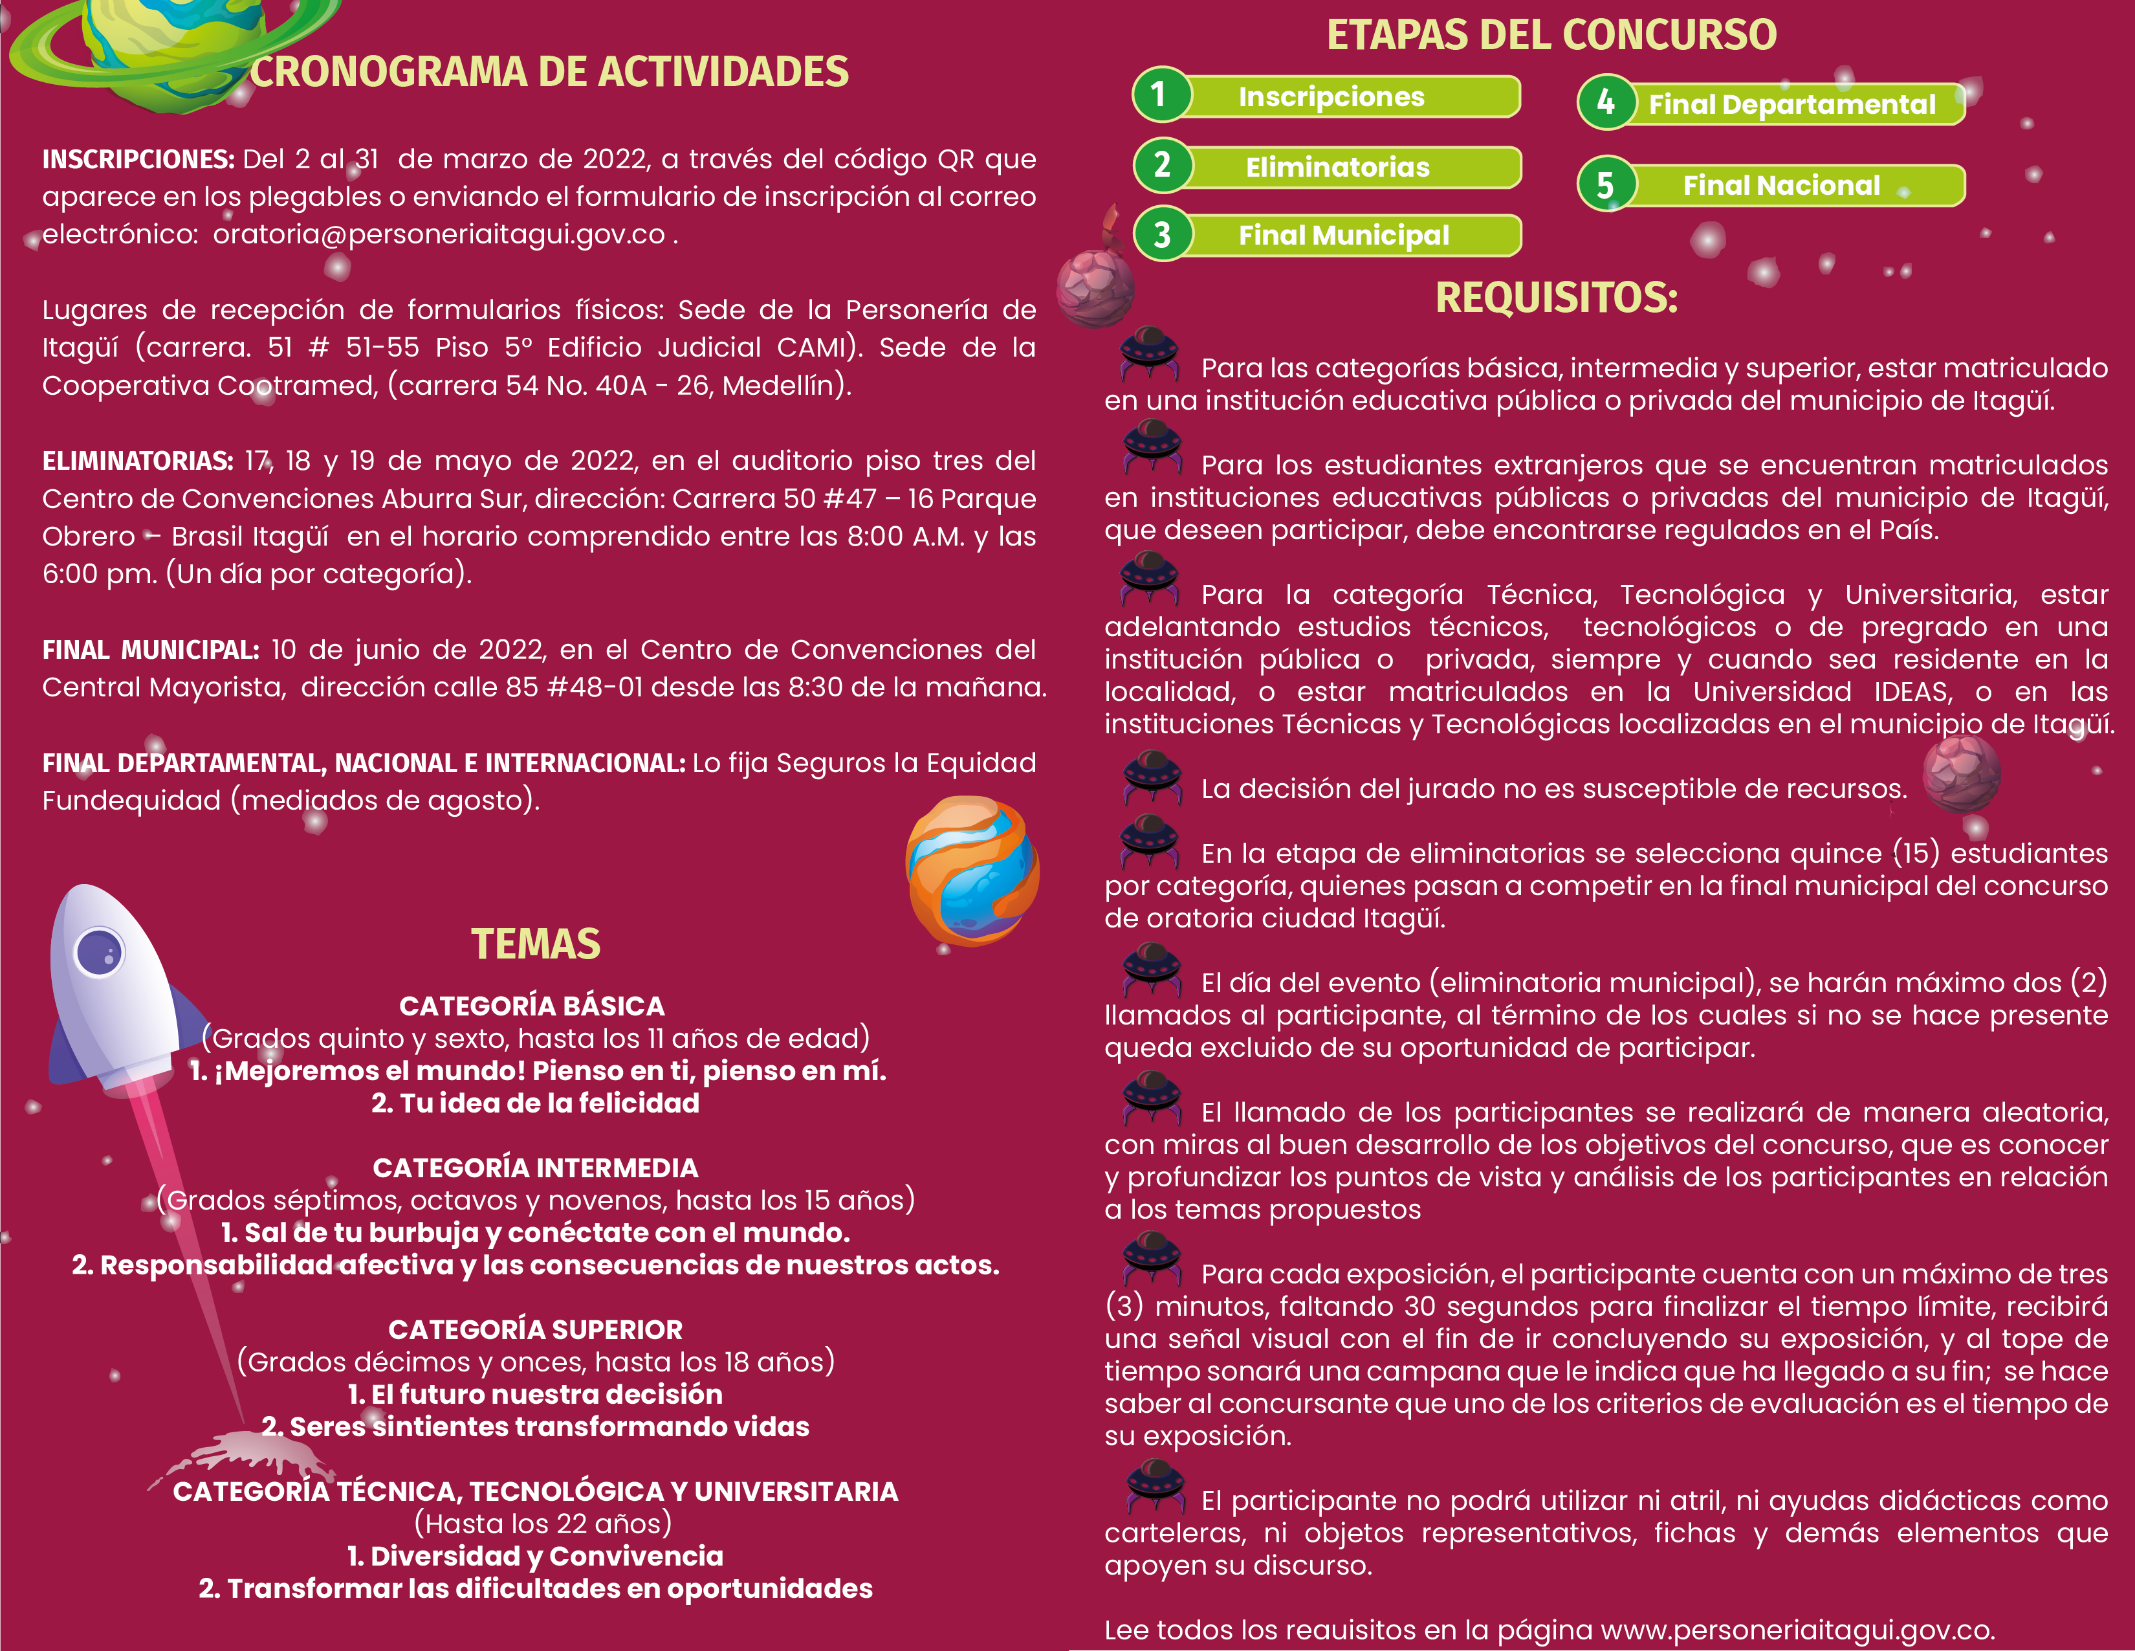 CRONOGRAMA DE ACTIVIDADES
INSCRIPCIONES: Del 2 al 31 de marzo de 2022, a través del código QR que
aparece en los plegables o enviando el formulario de inscripción al correo
electrónico: oratoria@personeriaitagui.gov.co .
Lugares de recepción de formularios físicos: Sede de la Personería de
Itagüí (carrera. 51 # 51-55 Piso 5° Edificio Judicial CAMI). Sede de la
Cooperativa Cootramed, (carrera 54 No. 40A - 26, Medellín).
ELIMINATORIAS: 17, 18 y 19 de mayo de 2022, en el auditorio piso tres del
Centro de Convenciones Aburra Sur, dirección: Carrera 50 #47 – 16 Parque
Obrero – Brasil Itagüí en el horario comprendido entre las 8:00 A.M. y las
6:00 pm. (Un día por categoría).
FINAL MUNICIPAL: 10 de junio de 2022, en el Centro de Convenciones del
Central Mayorista, dirección calle 85 #48-01 desde las 8:30 de la mañana.
FINAL DEPARTAMENTAL, NACIONAL E INTERNACIONAL: Lo fija Seguros la Equidad
Fundequidad (mediados de agosto).
TEMAS
CATEGORÍA BÁSICA
(Grados quinto y sexto, hasta los 11 años de edad)
1. ¡Mejoremos el mundo! Pienso en ti, pienso en mí.
2. Tu idea de la felicidad
CATEGORÍA INTERMEDIA
(Grados séptimos, octavos y novenos, hasta los 15 años)
1. Sal de tu burbuja y conéctate con el mundo.
2. Responsabilidad afectiva y las consecuencias de nuestros actos.
CATEGORÍA SUPERIOR
(Grados décimos y onces, hasta los 18 años)
1. El futuro nuestra decisión
2. Seres sintientes transformando vidas
CATEGORÍA TÉCNICA, TECNOLÓGICA Y UNIVERSITARIA
(Hasta los 22 años)
1. Diversidad y Convivencia
2. Transformar las dificultades en oportunidades
ETAPAS DEL CONCURSO
1 Inscripciones
2 Eliminatorias
3 Final Municipal
4 Final Departamental
5 Final Nacional
REQUISITOS:
Para las categorías básica, intermedia y superior, estar matriculado
en una institución educativa pública o privada del municipio de Itagüí.
Para los estudiantes extranjeros que se encuentran matriculados
en instituciones educativas públicas o privadas del municipio de Itagüí,
que deseen participar, debe encontrarse regulados en el País.
Para la categoría Técnica, Tecnológica y Universitaria, estar
adelantando estudios técnicos, tecnológicos o de pregrado en una
institución pública o privada, siempre y cuando sea residente en la
localidad, o estar matriculados en la Universidad IDEAS, o en las
instituciones Técnicas y Tecnológicas localizadas en el municipio de Itagüí.
La decisión del jurado no es susceptible de recursos.
En la etapa de eliminatorias se selecciona quince (15) estudiantes
por categoría, quienes pasan a competir en la final municipal del concurso
de oratoria ciudad Itagüí.
El día del evento (eliminatoria municipal), se harán máximo dos (2)
llamados al participante, al término de los cuales si no se hace presente
queda excluido de su oportunidad de participar.
El llamado de los participantes se realizará de manera aleatoria,
con miras al buen desarrollo de los objetivos del concurso, que es conocer
y profundizar los puntos de vista y análisis de los participantes en relación
a los temas propuestos
Para cada exposición, el participante cuenta con un máximo de tres
(3) minutos, faltando 30 segundos para finalizar el tiempo límite, recibirá
una señal visual con el fin de ir concluyendo su exposición, y al tope de
tiempo sonará una campana que le indica que ha llegado a su fin; se hace
saber al concursante que uno de los criterios de evaluación es el tiempo de
su exposición.
El participante no podrá utilizar ni atril, ni ayudas didácticas como
carteleras, ni objetos representativos, fichas y demás elementos que
apoyen su discurso.
Lee todos los requisitos en la página www.personeriaitagui.gov.co.